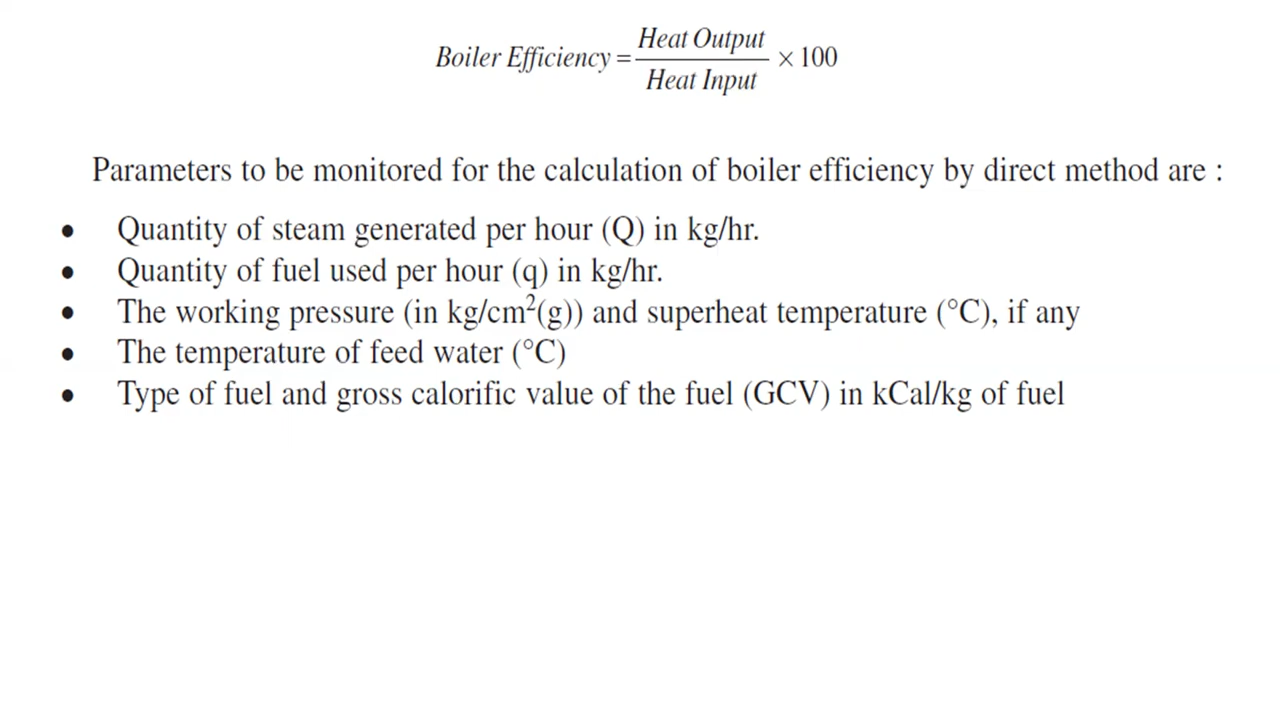 Boiler Efficiency = Heat Output / Heat Input × 100
Parameters to be monitored for the calculation of boiler efficiency by direct method are :
• Quantity of steam generated per hour (Q) in kg/hr.
• Quantity of fuel used per hour (q) in kg/hr.
• The working pressure (in kg/cm²(g)) and superheat temperature (°C), if any
• The temperature of feed water (°C)
• Type of fuel and gross calorific value of the fuel (GCV) in kCal/kg of fuel